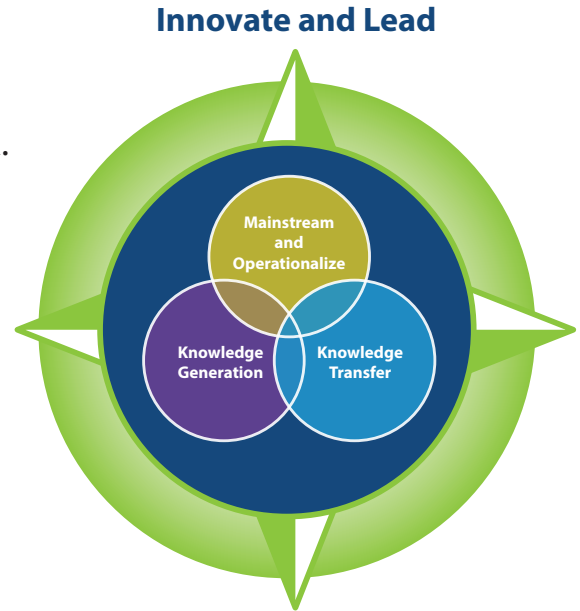 Innovate and Lead
.
Mainstream
and
Operationalize
Knowledge
Generation
Knowledge
Transfer